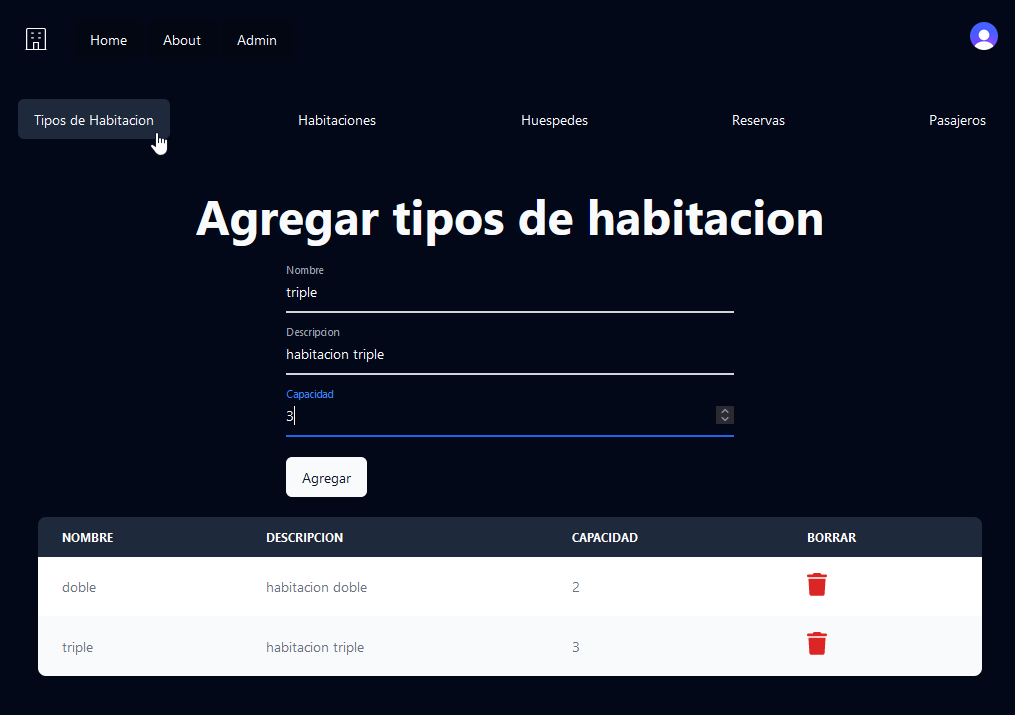 Home About Admin
Tipos de Habitacion Habitaciones Huespedes Reservas Pasajeros
Agregar tipos de habitacion
Nombre
triple
Descripcion
habitacion triple
Capacidad
3
Agregar
NOMBRE DESCRIPCION CAPACIDAD BORRAR
doble habitacion doble 2
triple habitacion triple 3